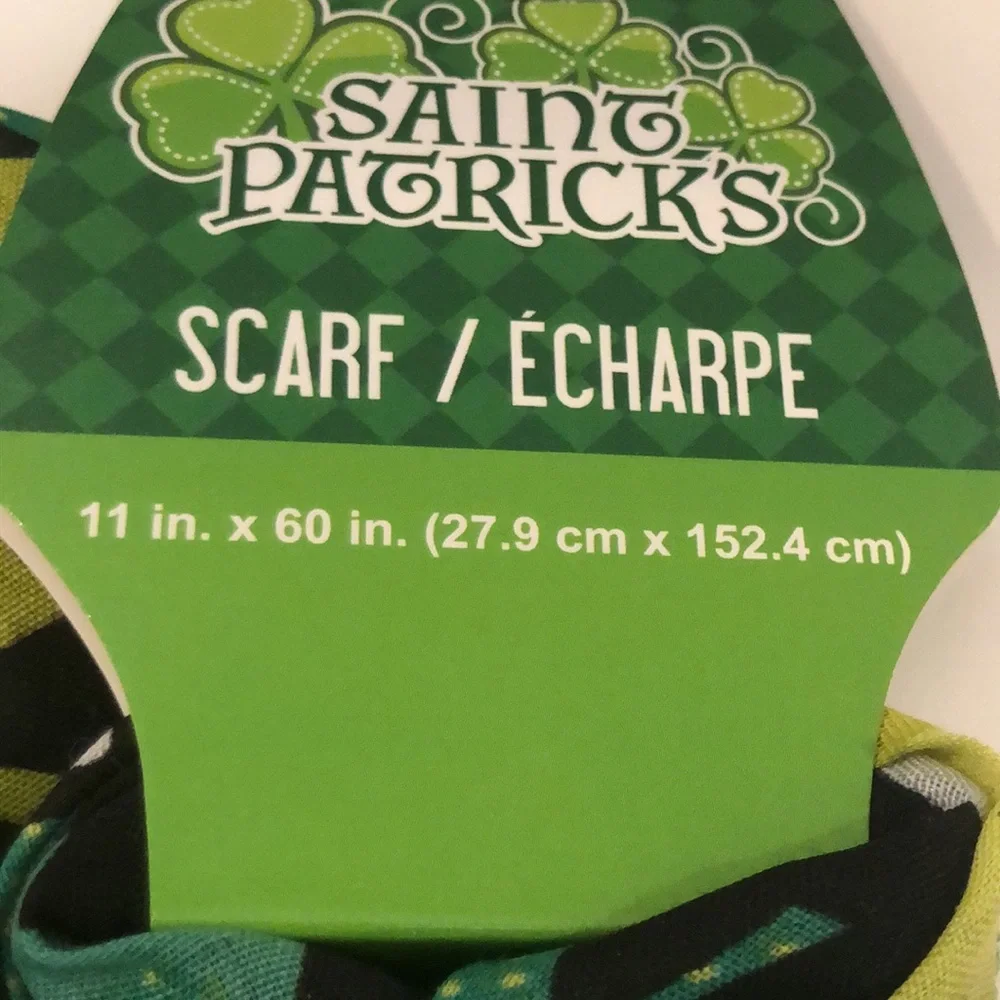 SAINT
PATRICK'S
SCARF / ÉCHARPE
11 in. x 60 in. (27.9 cm x 152.4 cm)